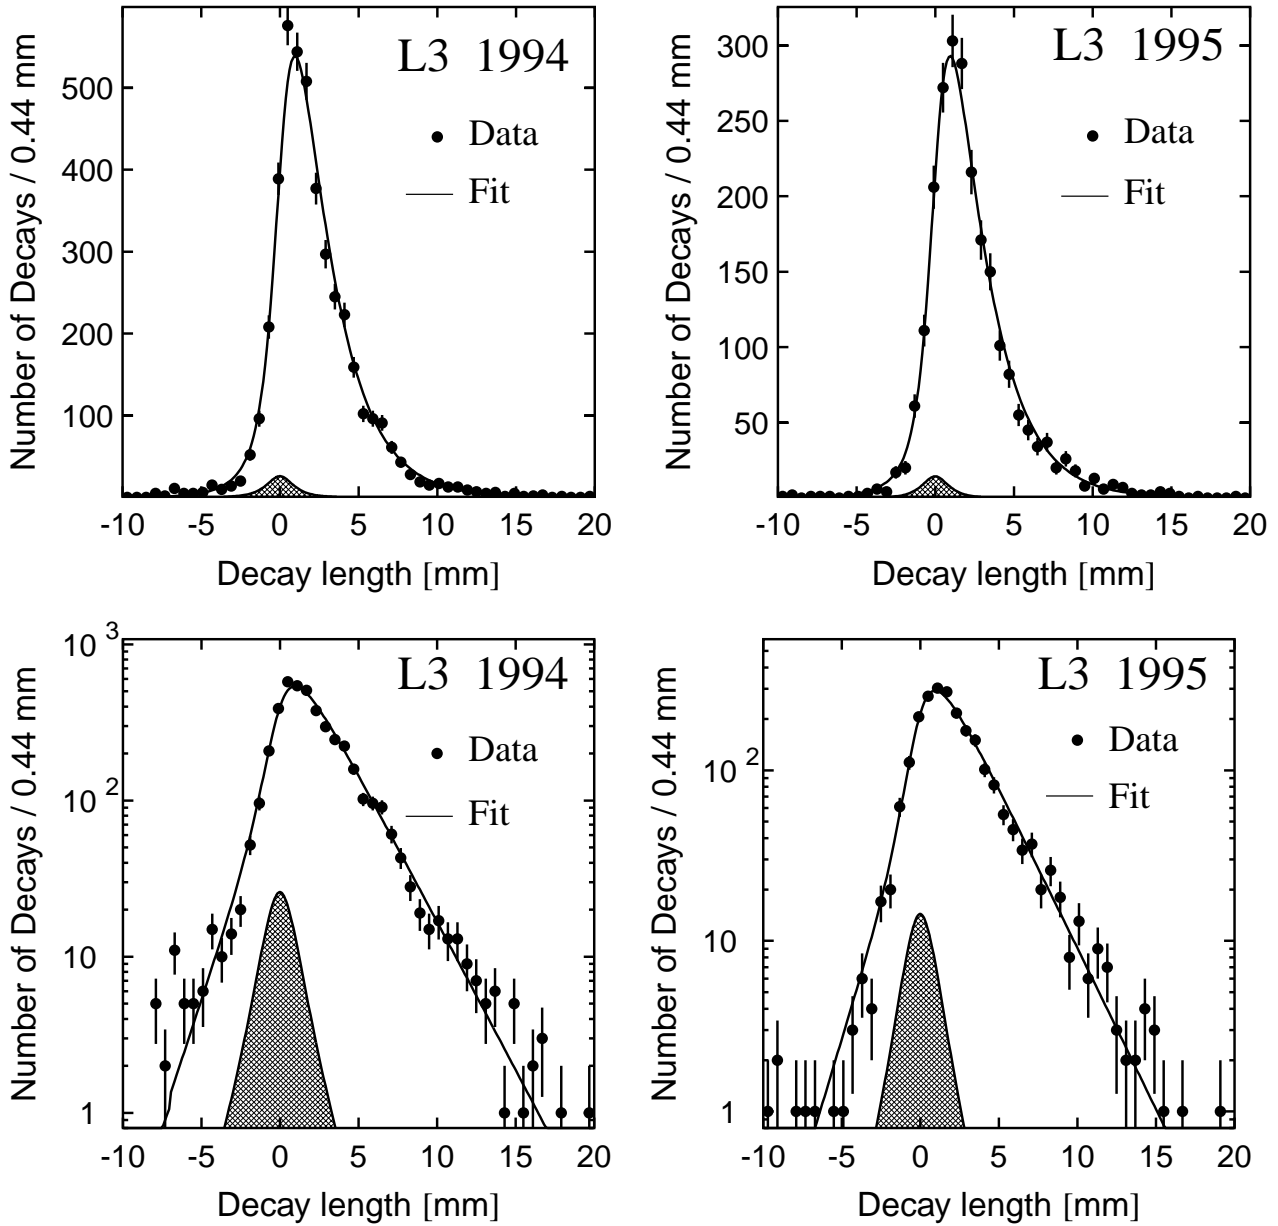 Number of Decays / 0.44 mm
L3 1994
Data
Fit
500
400
300
200
100
-10 -5 0 5 10 15 20
Decay length [mm]
Number of Decays / 0.44 mm
L3 1995
Data
Fit
300
250
200
150
100
50
-10 -5 0 5 10 15 20
Decay length [mm]
Number of Decays / 0.44 mm
L3 1994
Data
Fit
10 3
10 2
10
1
-10 -5 0 5 10 15 20
Decay length [mm]
Number of Decays / 0.44 mm
L3 1995
Data
Fit
10 2
10
1
-10 -5 0 5 10 15 20
Decay length [mm]